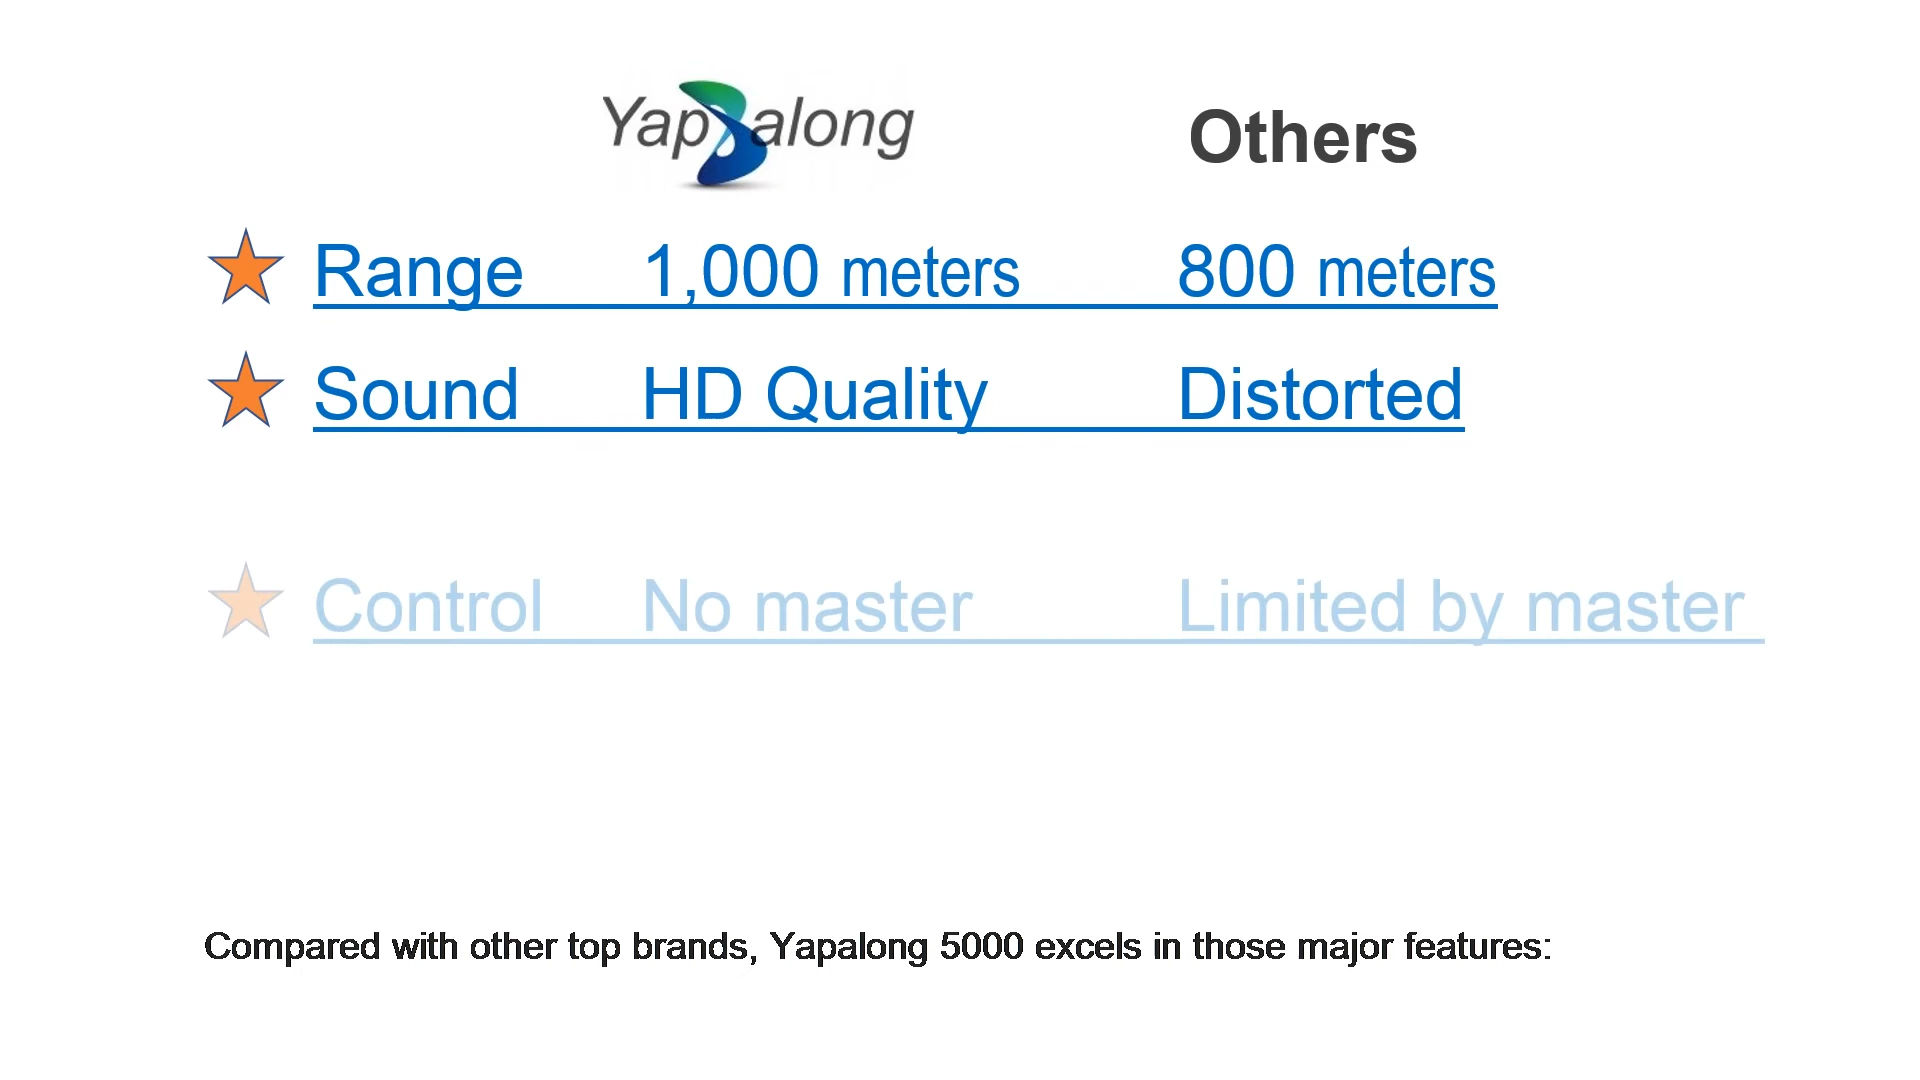 Yapalong Others
Range 1,000 meters 800 meters
Sound HD Quality Distorted
Control No master Limited by master
Compared with other top brands, Yapalong 5000 excels in those major features: